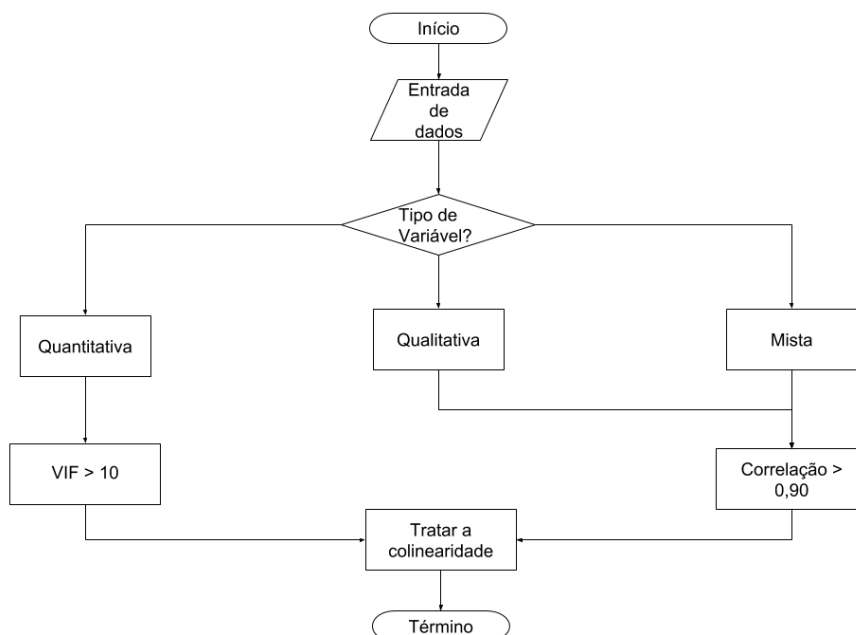 Início
Entrada
de
dados
Tipo de
Variável?
Quantitativa
Qualitativa
Mista
VIF > 10
Correlação >
0,90
Tratar a
colinearidade
Término